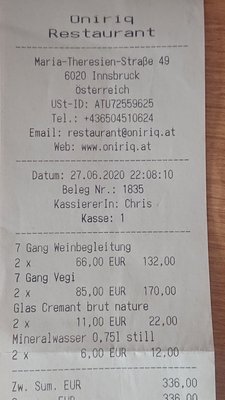 Oniriq
Restaurant
Maria-Theresien-Straße 49
6020 Innsbruck
Österreich
USt-ID: ATU72559625
Tel.: +436504510624
Email: restaurant@oniriq.at
Web: www.oniriq.at
Datum: 27.06.2020 22:08:10
Beleg Nr.: 1835
KassiererIn: Chris
Kasse: 1
7 Gang Weinbegleitung
2 x 66,00 EUR 132,00
7 Gang Vegi
2 x 85,00 EUR 170,00
Glas Cremant brut nature
2 x 11,00 EUR 22,00
Mineralwasser 0,75l still
2 x 6,00 EUR 12,00
Zw. Sum. EUR 336,00
EUR 336,00